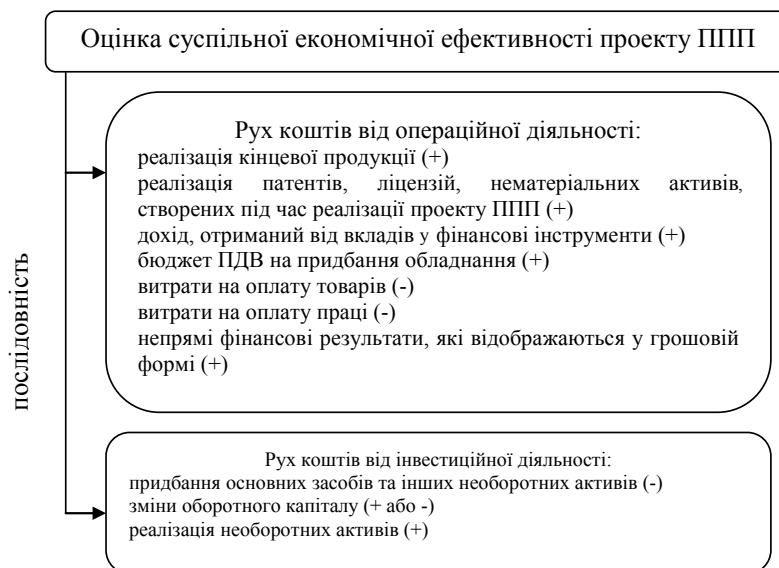 Оцінка суспільної економічної ефективності проекту ППП
послідовність
Рух коштів від операційної діяльності:
реалізація кінцевої продукції (+)
реалізація патентів, ліцензій, нематеріальних активів,
створених під час реалізації проекту ППП (+)
дохід, отриманий від вкладів у фінансові інструменти (+)
бюджет ПДВ на придбання обладнання (+)
витрати на оплату товарів (-)
витрати на оплату праці (-)
непрямі фінансові результати, які відображаються у грошовій
формі (+)
Рух коштів від інвестиційної діяльності:
придбання основних засобів та інших необоротних активів (-)
зміни оборотного капіталу (+ або -)
реалізація необоротних активів (+)